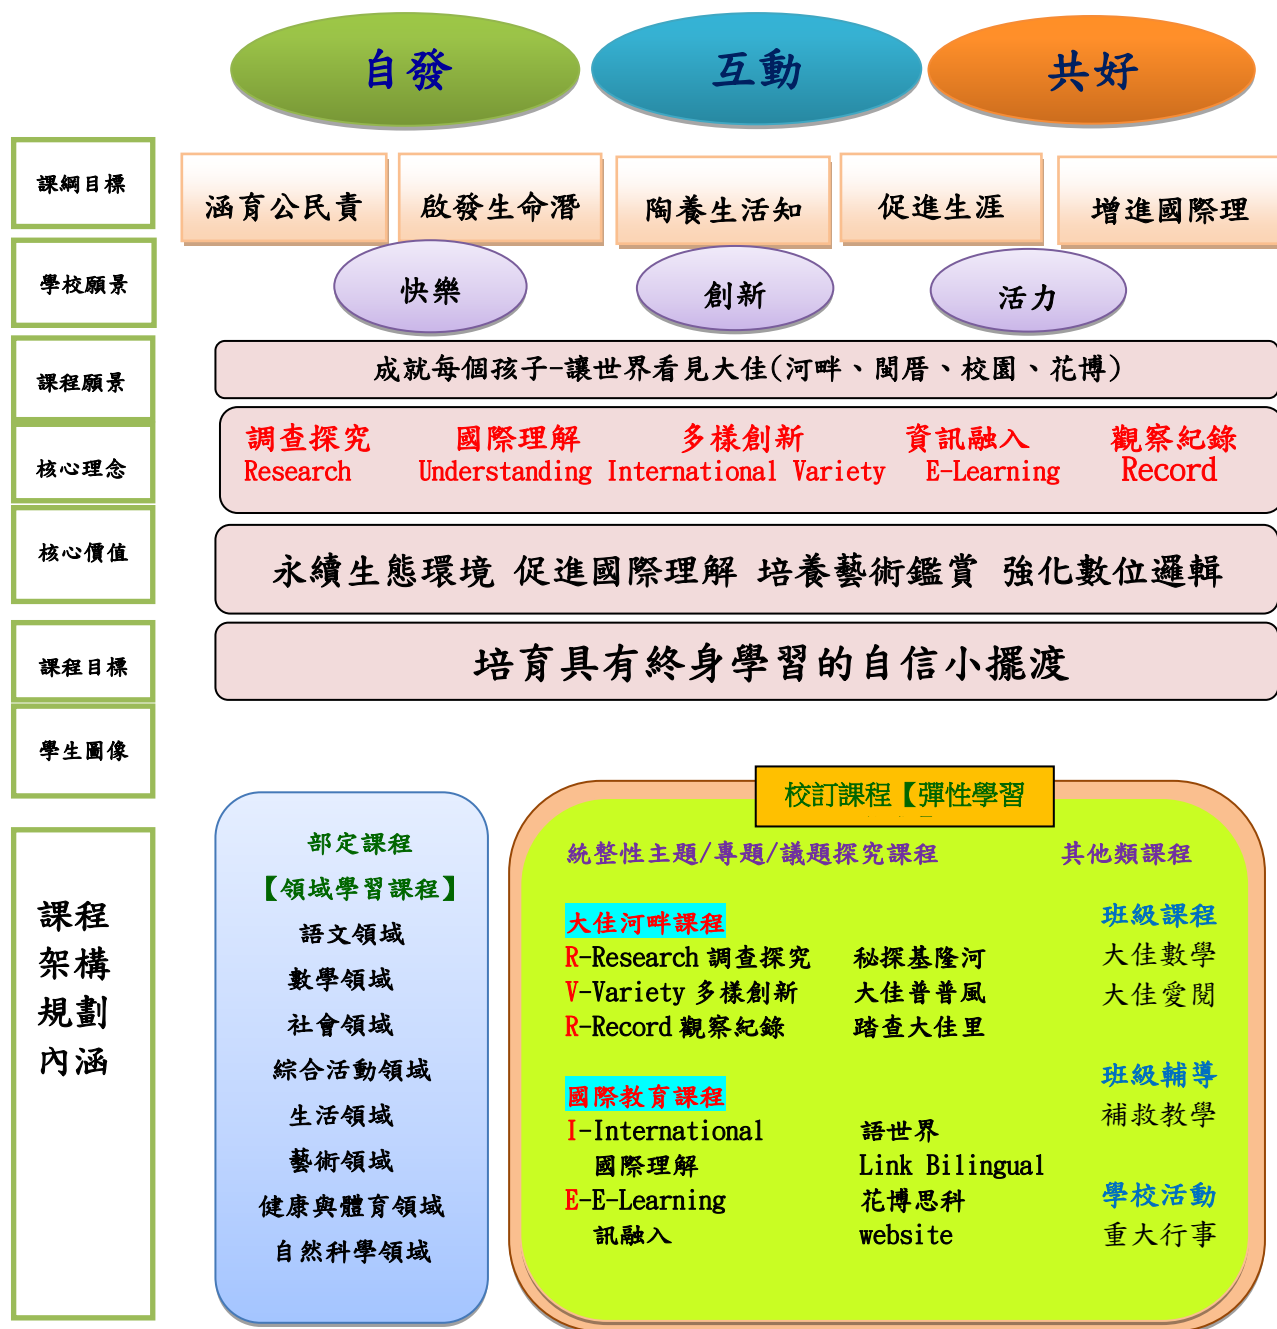 自發 互動 共好
課綱目標
涵育公民責 啟發生命潛 陶養生活知 促進生涯 增進國際理
學校願景
快樂 創新 活力
課程願景
成就每個孩子-讓世界看見大佳(河畔、閩厝、校園、花博)
核心理念
調查探究 國際理解 多樣創新 資訊融入 觀察紀錄
Research Understanding International Variety E-Learning Record
核心價值
永續生態環境 促進國際理解 培養藝術鑑賞 強化數位邏輯
課程目標
培育具有終身學習的自信小擺渡
學生圖像
課程
架構
規劃
內涵
部定課程
【領域學習課程】
語文領域
數學領域
社會領域
綜合活動領域
生活領域
藝術領域
健康與體育領域
自然科學領域
校訂課程【彈性學習
統整性主題/專題/議題探究課程 其他類課程
大佳河畔課程
R-Research 調查探究 秘探基隆河
V-Variety 多樣創新 大佳普普風
R-Record 觀察紀錄 踏查大佳里
國際教育課程
I-International 語世界
國際理解 Link Bilingual
E-E-Learning 花博思科
訊融入 website
班級課程
大佳數學
大佳愛閱
班級輔導
補救教學
學校活動
重大行事